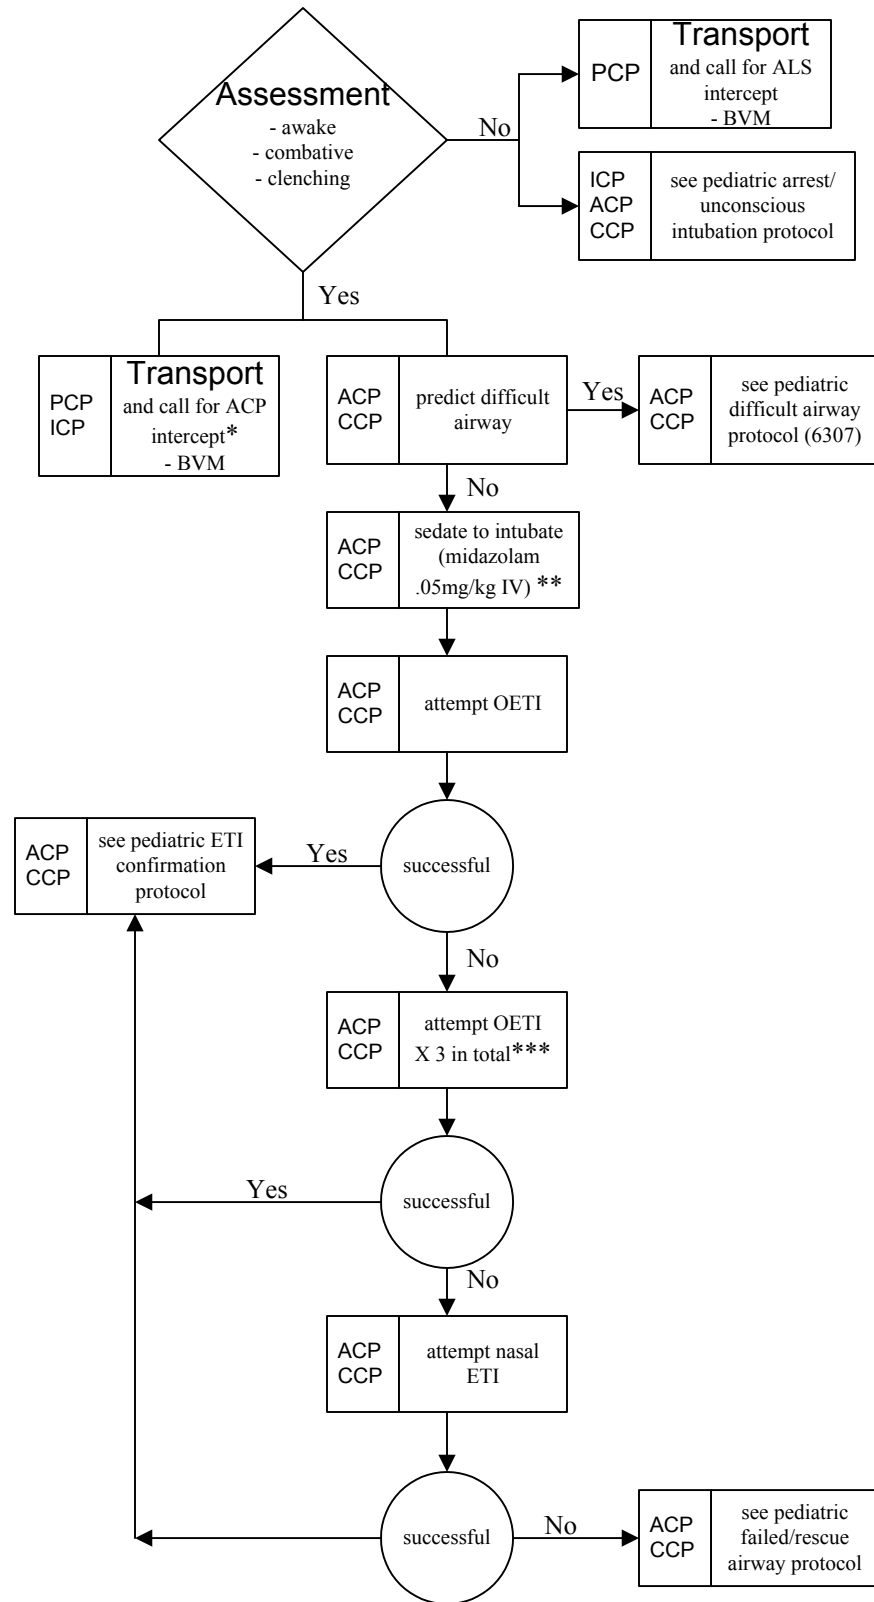 Assessment
- awake
- combative
- clenching
No
PCP
Transport
and call for ALS
intercept
- BVM
ICP
ACP
CCP
see pediatric arrest/
unconscious
intubation protocol
Yes
PCP
ICP
Transport
and call for ACP
intercept*
- BVM
ACP
CCP
predict difficult
airway
Yes
ACP
CCP
see pediatric
difficult airway
protocol (6307)
No
ACP
CCP
sedate to intubate
(midazolam
.05mg/kg IV) **
ACP
CCP
attempt OETI
successful
Yes
ACP
CCP
see pediatric ETI
confirmation
protocol
No
ACP
CCP
attempt OETI
X 3 in total***
successful
Yes
No
ACP
CCP
attempt nasal
ETI
successful
No
ACP
CCP
see pediatric
failed/rescue
airway protocol